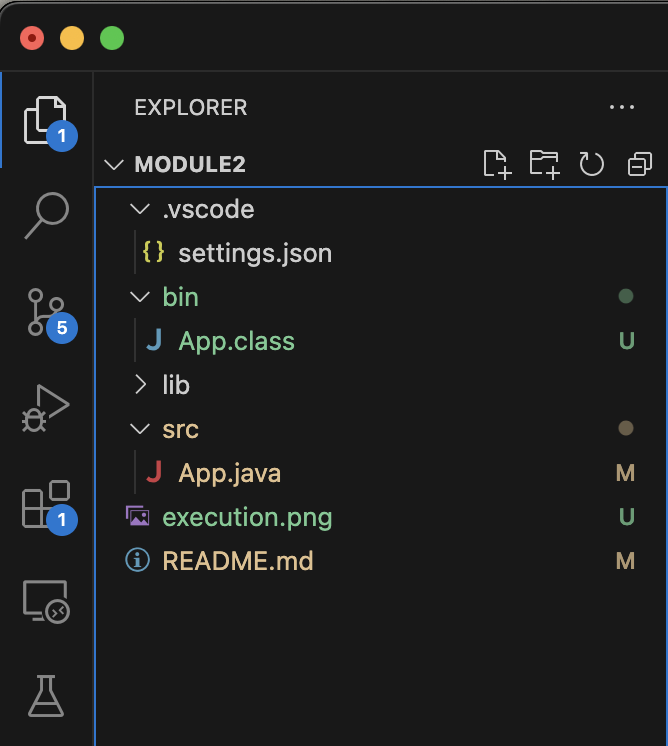 EXPLORER
1
MODULE2
.vscode
{} settings.json
bin
5
J App.class U
lib
src
J App.java M
1
execution.png U
README.md M